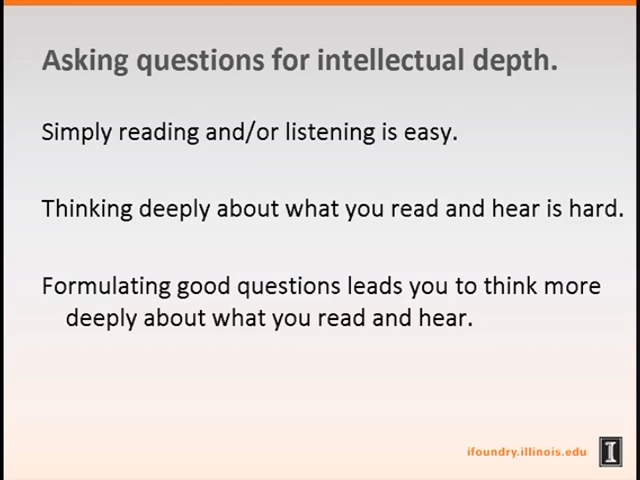 Asking questions for intellectual depth.
Simply reading and/or listening is easy.
Thinking deeply about what you read and hear is hard.
Formulating good questions leads you to think more
deeply about what you read and hear.
ifoundry.illinois.edu
I